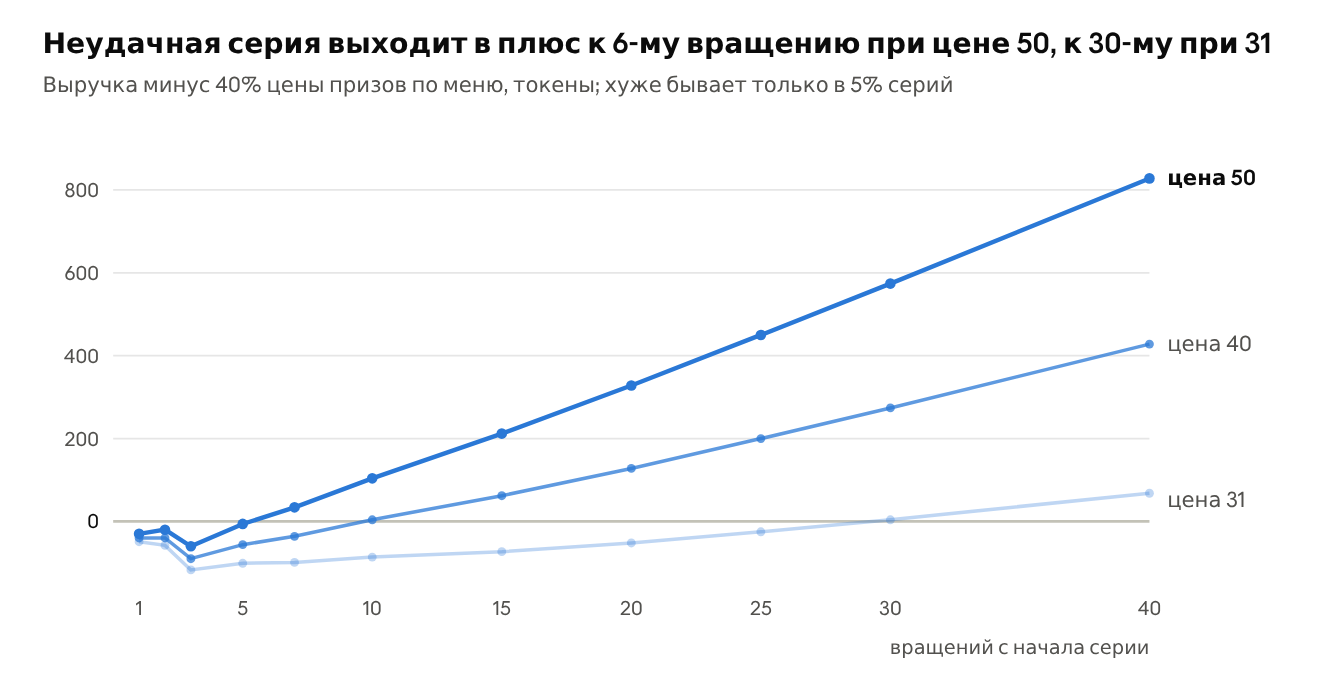 Неудачная серия выходит в плюс к 6-му вращению при цене 50, к 30-му при 31
Выручка минус 40% цены призов по меню, токены; хуже бывает только в 5% серий
800
600
400
200
0
цена 50
цена 40
цена 31
1 5 10 15 20 25 30 40
вращений с начала серии